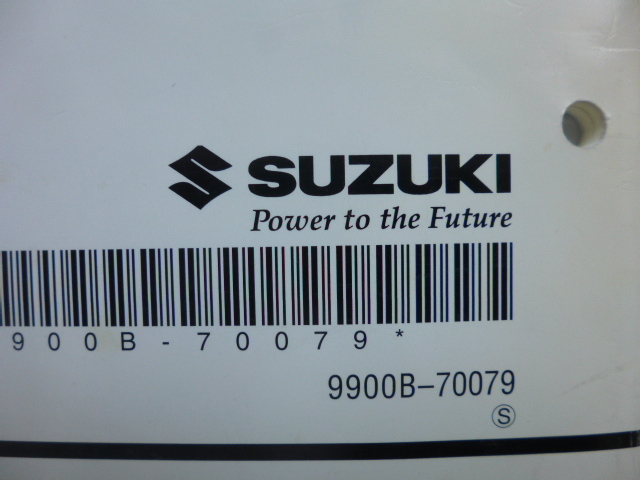 SUZUKI
Power to the Future
900B-70079*
9900B-70079
S